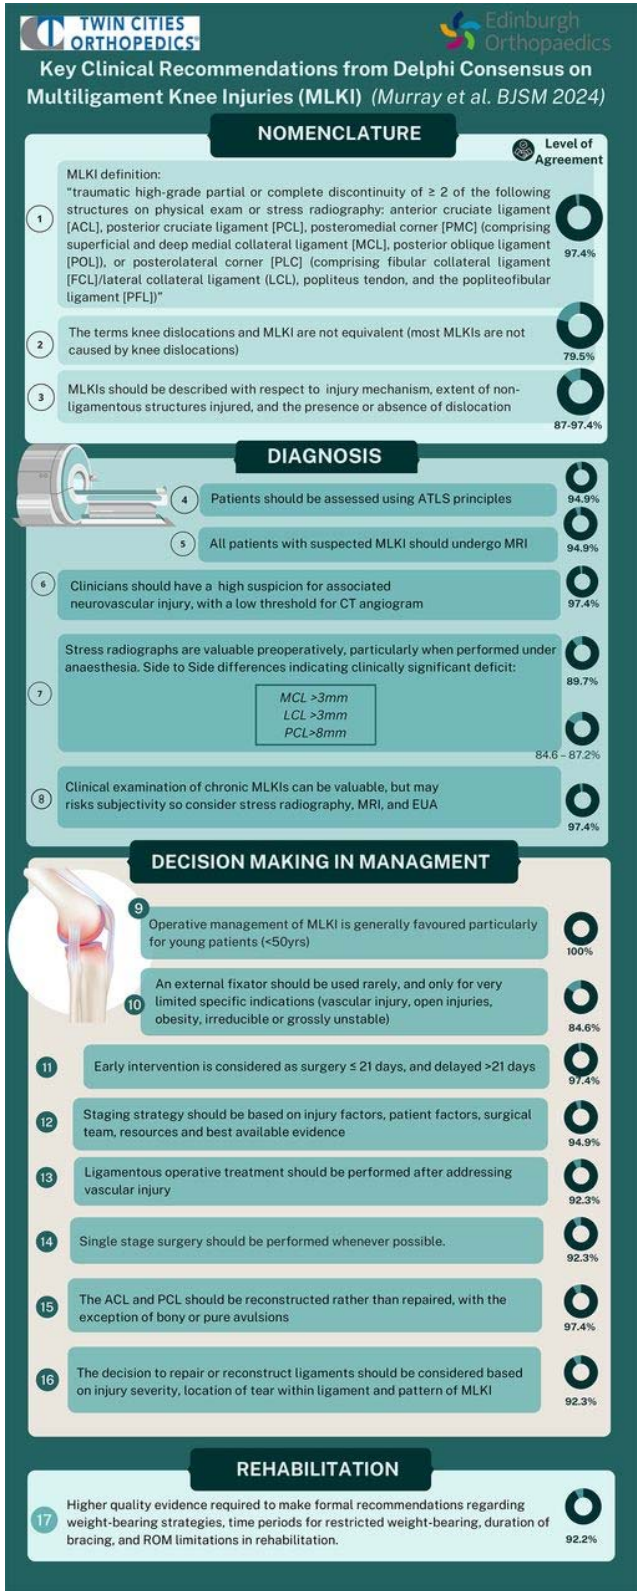 TWIN CITIES
ORTHOPEDICS®
Edinburgh
Orthopaedics
Key Clinical Recommendations from Delphi Consensus on
Multiligament Knee Injuries (MLKI) (Murray et al. BJSM 2024)
NOMENCLATURE
Level of
Agreement
1
MLKI definition:
"traumatic high-grade partial or complete discontinuity of ≥ 2 of the following
structures on physical exam or stress radiography: anterior cruciate ligament
[ACL], posterior cruciate ligament [PCL], posteromedial corner [PMC] (comprising
superficial and deep medial collateral ligament [MCL], posterior oblique ligament
[POL]), or posterolateral corner [PLC] (comprising fibular collateral ligament
[FCL]/lateral collateral ligament (LCL), popliteus tendon, and the popliteofibular
ligament [PFL])"
97.4%
2
The terms knee dislocations and MLKI are not equivalent (most MLKIs are not
caused by knee dislocations)
79.5%
3
MLKIs should be described with respect to injury mechanism, extent of non-
ligamentous structures injured, and the presence or absence of dislocation
87-97.4%
DIAGNOSIS
4
Patients should be assessed using ATLS principles
94.9%
5
All patients with suspected MLKI should undergo MRI
94.9%
6
Clinicians should have a high suspicion for associated
neurovascular injury, with a low threshold for CT angiogram
97.4%
7
Stress radiographs are valuable preoperatively, particularly when performed under
anaesthesia. Side to Side differences indicating clinically significant deficit:
89.7%
MCL >3mm
LCL >3mm
PCL>8mm
84.6 – 87.2%
8
Clinical examination of chronic MLKIs can be valuable, but may
risks subjectivity so consider stress radiography, MRI, and EUA
97.4%
DECISION MAKING IN MANAGMENT
9
Operative management of MLKI is generally favoured particularly
for young patients (<50yrs)
100%
10
An external fixator should be used rarely, and only for very
limited specific indications (vascular injury, open injuries,
obesity, irreducible or grossly unstable)
84.6%
11
Early intervention is considered as surgery ≤ 21 days, and delayed >21 days
97.4%
12
Staging strategy should be based on injury factors, patient factors, surgical
team, resources and best available evidence
94.9%
13
Ligamentous operative treatment should be performed after addressing
vascular injury
92.3%
14
Single stage surgery should be performed whenever possible.
92.3%
15
The ACL and PCL should be reconstructed rather than repaired, with the
exception of bony or pure avulsions
97.4%
16
The decision to repair or reconstruct ligaments should be considered based
on injury severity, location of tear within ligament and pattern of MLKI
92.3%
REHABILITATION
17
Higher quality evidence required to make formal recommendations regarding
weight-bearing strategies, time periods for restricted weight-bearing, duration of
bracing, and ROM limitations in rehabilitation.
92.2%